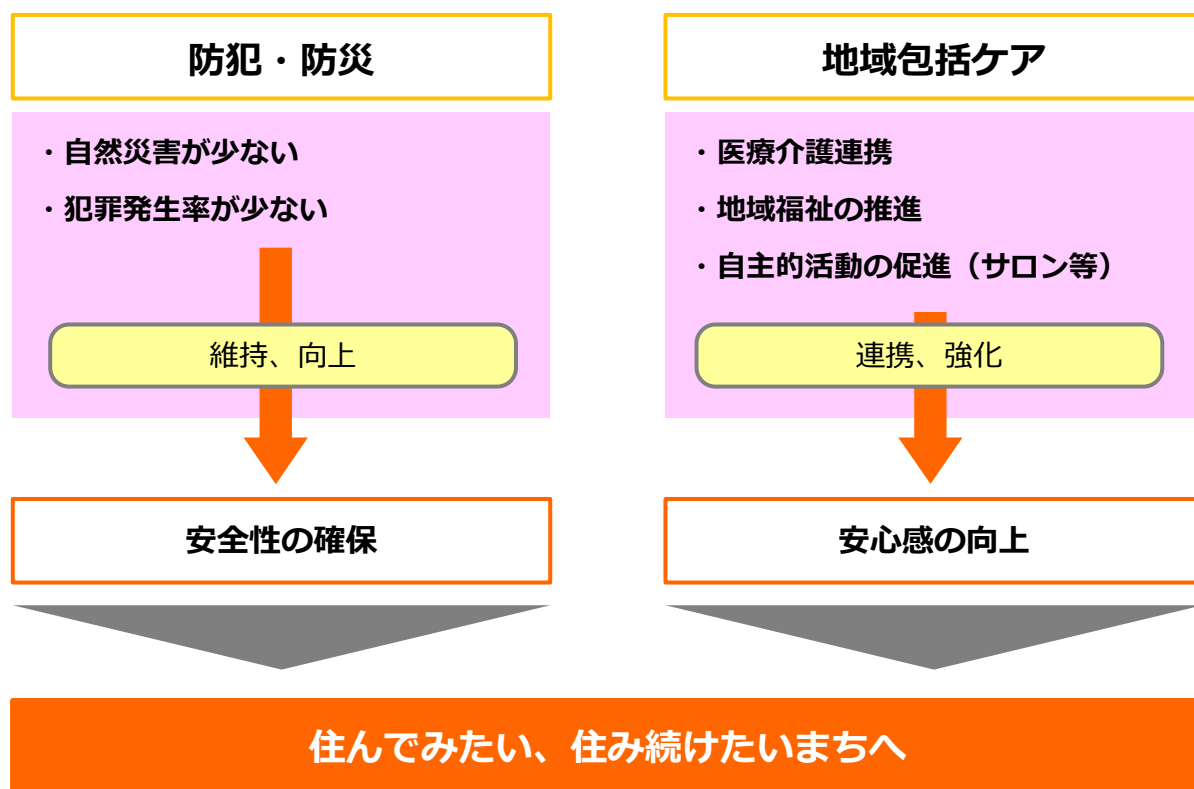 防犯・防災
・自然災害が少ない
・犯罪発生率が少ない
維持、向上
安全性の確保
地域包括ケア
・医療介護連携
・地域福祉の推進
・自主的活動の促進（サロン等）
連携、強化
安心感の向上
住んでみたい、住み続けたいまちへ